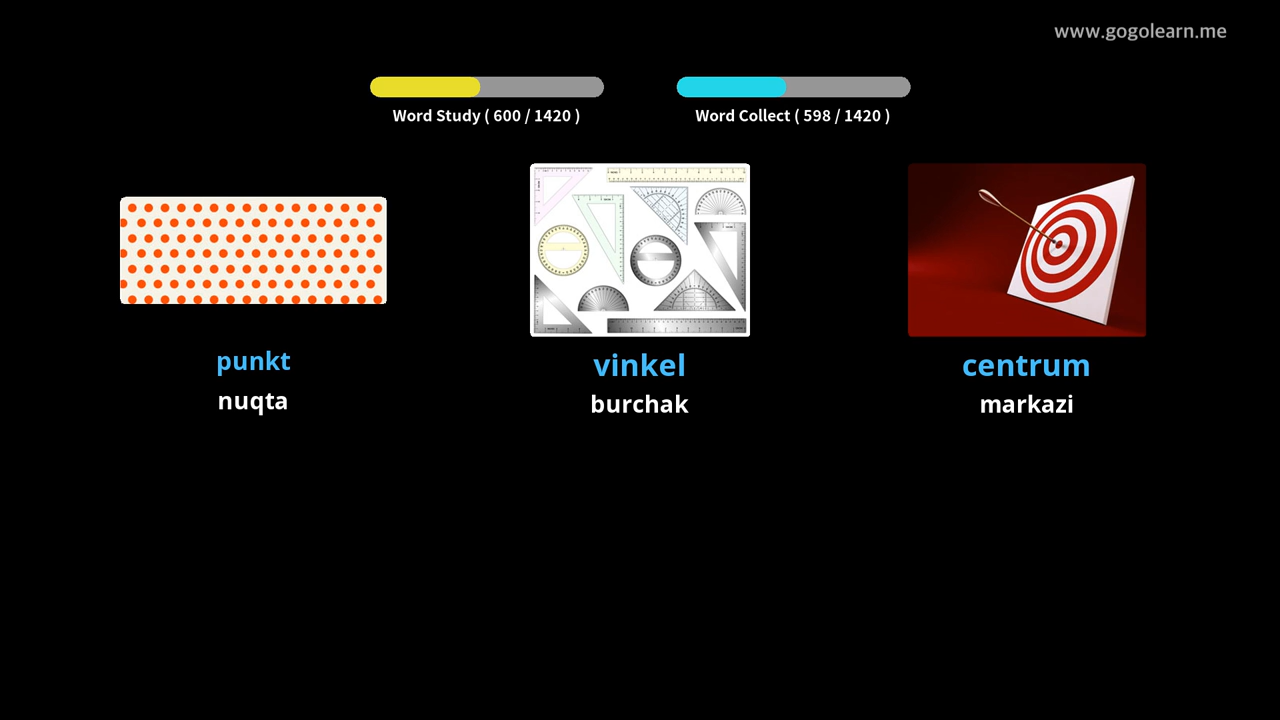 www.gogolearn.me
Word Study ( 600 / 1420 )
Word Collect ( 598 / 1420 )
punkt
nuqta
vinkel
burchak
centrum
markazi